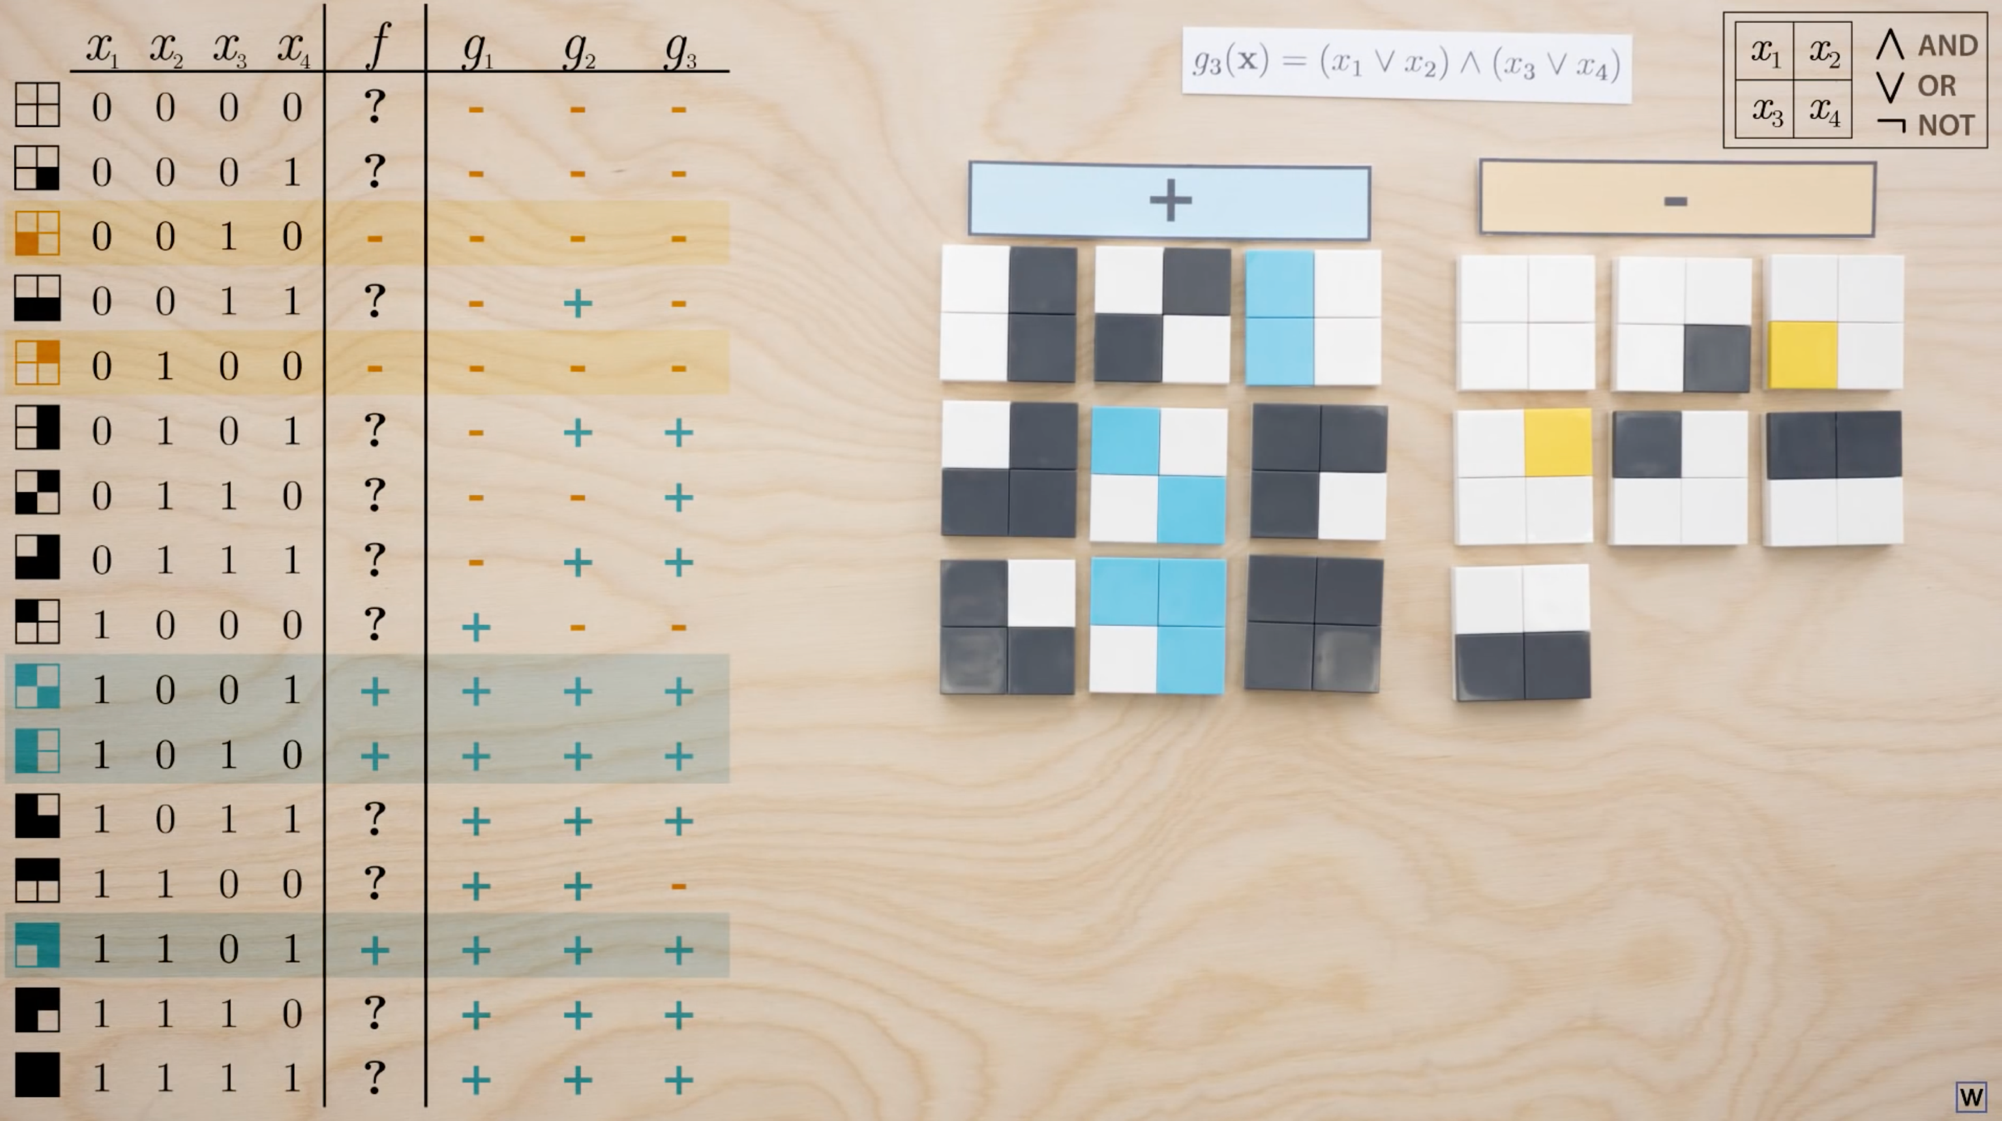 x₁ x₂ x₃ x₄ f g₁ g₂ g₃
0 0 0 0 ? - - -
0 0 0 1 ? - - -
0 0 1 0 - - - -
0 0 1 1 ? - + -
0 1 0 0 - - - -
0 1 0 1 ? - + +
0 1 1 0 ? - - +
0 1 1 1 ? - + +
1 0 0 0 ? + - -
1 0 0 1 + + + +
1 0 1 0 + + + +
1 0 1 1 ? + + +
1 1 0 0 ? + + -
1 1 0 1 + + + +
1 1 1 0 ? + + +
1 1 1 1 ? + + +
g₃(x) = (x₁ ∨ x₂) ∧ (x₃ ∨ x₄)
x₁ x₂
x₃ x₄
∧ AND
∨ OR
¬ NOT
+
-
W